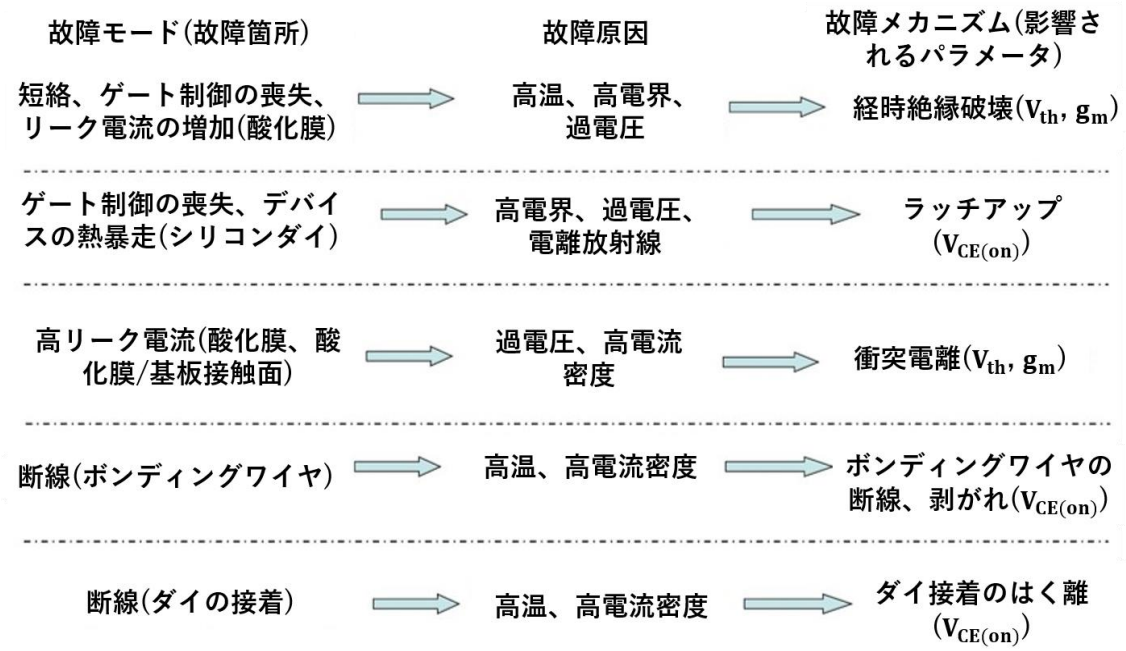 故障モード(故障箇所)
故障原因
故障メカニズム(影響さ
れるパラメータ)
短絡、ゲート制御の喪失、
リーク電流の増加(酸化膜)
高温、高電界、
過電圧
経時絶縁破壊(Vth, gm)
ゲート制御の喪失、デバイ
スの熱暴走(シリコンダイ)
高電界、過電圧、
電離放射線
ラッチアップ
(VCE(on))
高リーク電流(酸化膜、酸
化膜/基板接触面)
過電圧、高電流
密度
衝突電離(Vth, gm)
断線(ボンディングワイヤ)
高温、高電流密度
ボンディングワイヤの
断線、剥がれ(VCE(on))
断線(ダイの接着)
高温、高電流密度
ダイ接着のはく離
(VCE(on))